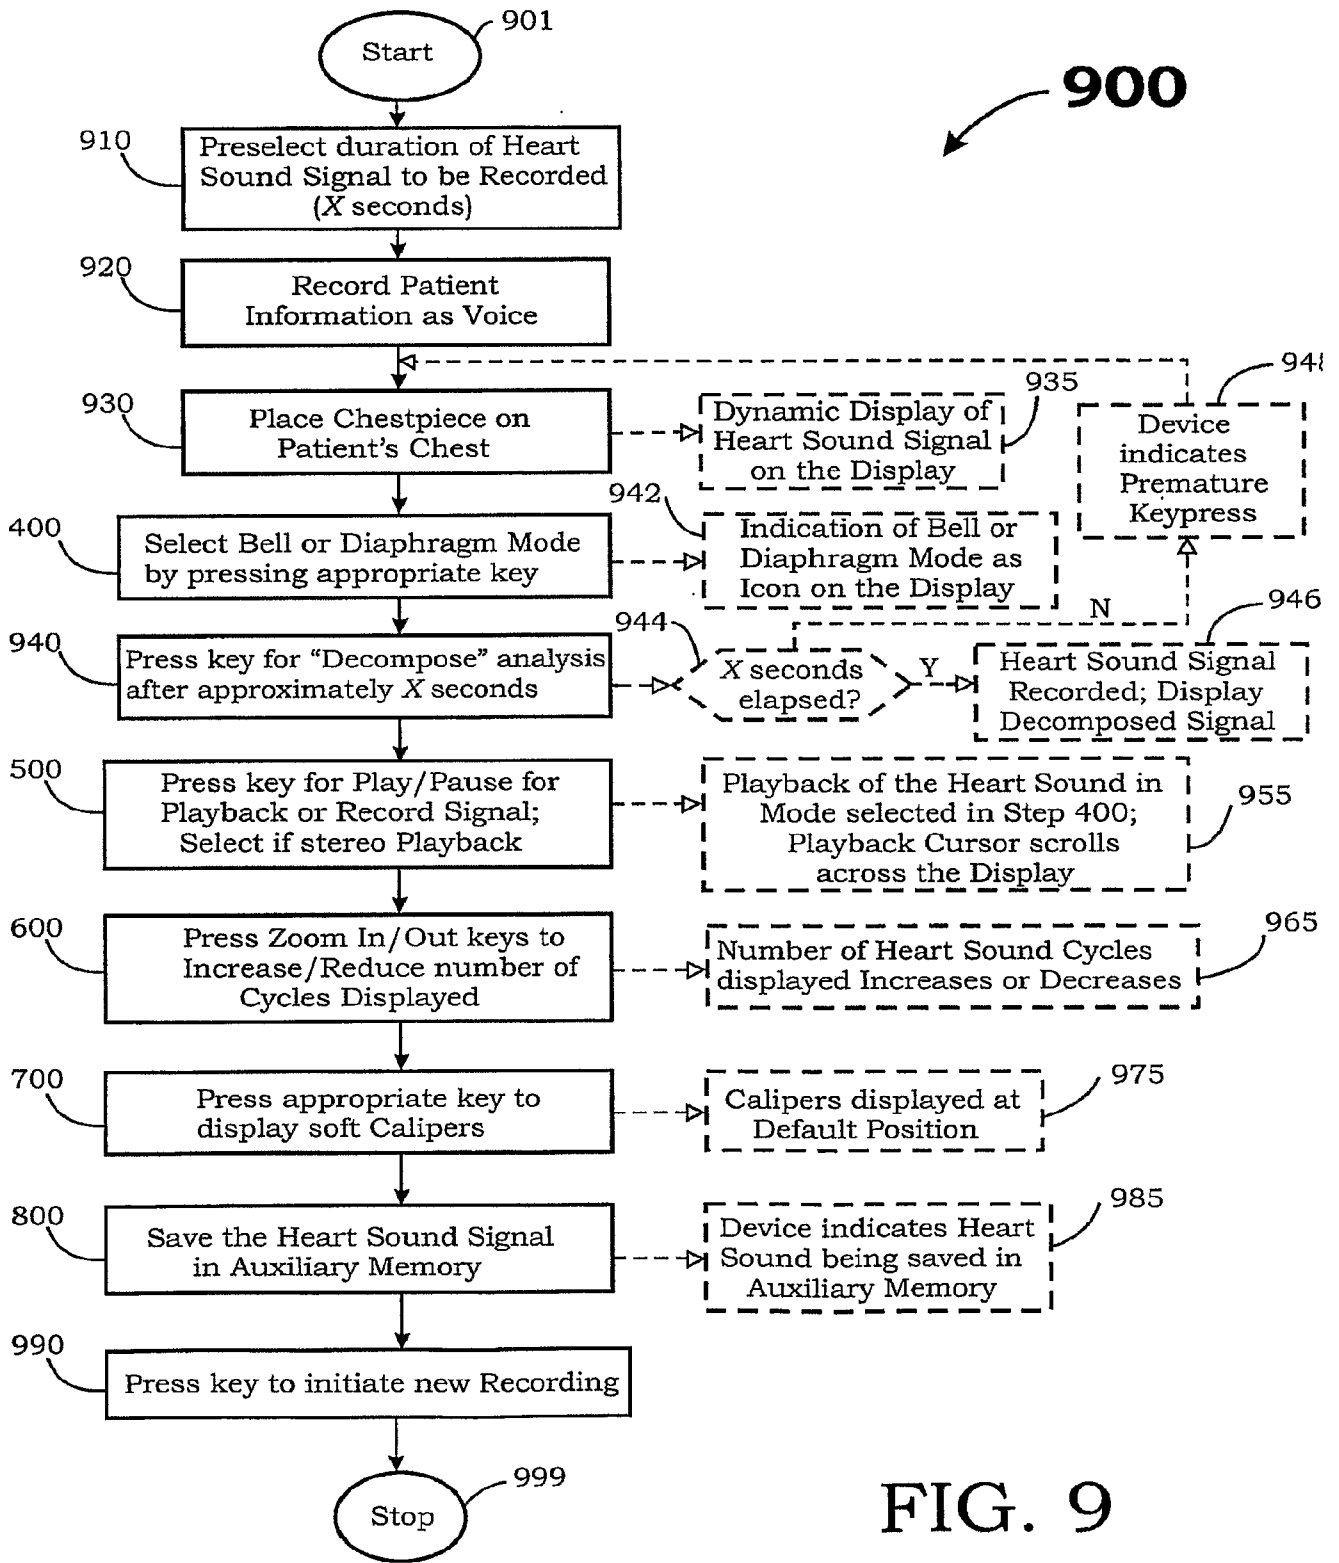 901
Start
900
910
Preselect duration of Heart
Sound Signal to be Recorded
(X seconds)
920
Record Patient
Information as Voice
930
Place Chestpiece on
Patient's Chest
935
Dynamic Display of
Heart Sound Signal
on the Display
948
Device
indicates
Premature
Keypress
400
Select Bell or Diaphragm Mode
by pressing appropriate key
942
Indication of Bell or
Diaphragm Mode as
Icon on the Display
N
940
Press key for “Decompose” analysis
after approximately X seconds
944
X seconds
elapsed?
Y
946
Heart Sound Signal
Recorded; Display
Decomposed Signal
500
Press key for Play/Pause for
Playback or Record Signal;
Select if stereo Playback
955
Playback of the Heart Sound in
Mode selected in Step 400;
Playback Cursor scrolls
across the Display
600
Press Zoom In/Out keys to
Increase/Reduce number of
Cycles Displayed
965
Number of Heart Sound Cycles
displayed Increases or Decreases
700
Press appropriate key to
display soft Calipers
975
Calipers displayed at
Default Position
800
Save the Heart Sound Signal
in Auxiliary Memory
985
Device indicates Heart
Sound being saved in
Auxiliary Memory
990
Press key to initiate new Recording
999
Stop
FIG. 9